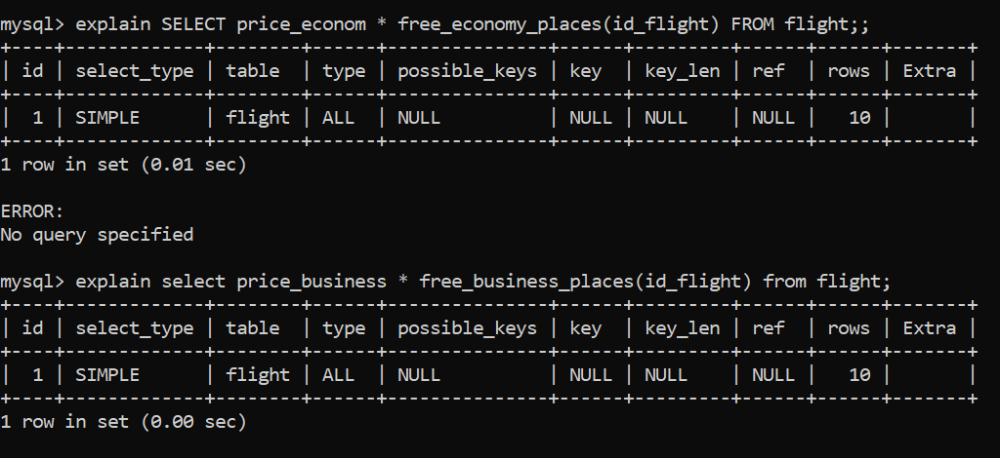 mysql> explain SELECT price_econom * free_economy_places(id_flight) FROM flight;;
+----+-------------+--------+------+---------------+------+---------+------+------+-------+
| id | select_type | table  | type | possible_keys | key  | key_len | ref  | rows | Extra |
+----+-------------+--------+------+---------------+------+---------+------+------+-------+
|  1 | SIMPLE      | flight | ALL  | NULL          | NULL | NULL    | NULL |   10 |       |
+----+-------------+--------+------+---------------+------+---------+------+------+-------+
1 row in set (0.01 sec)

ERROR:
No query specified

mysql> explain select price_business * free_business_places(id_flight) from flight;
+----+-------------+--------+------+---------------+------+---------+------+------+-------+
| id | select_type | table  | type | possible_keys | key  | key_len | ref  | rows | Extra |
+----+-------------+--------+------+---------------+------+---------+------+------+-------+
|  1 | SIMPLE      | flight | ALL  | NULL          | NULL | NULL    | NULL |   10 |       |
+----+-------------+--------+------+---------------+------+---------+------+------+-------+
1 row in set (0.00 sec)